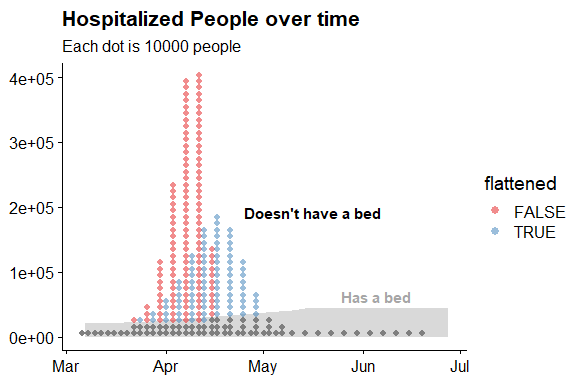 Hospitalized People over time
Each dot is 10000 people
4e+05
3e+05
2e+05
1e+05
0e+00
Doesn't have a bed
Has a bed
Mar
Apr
May
Jun
Jul
flattened
FALSE
TRUE